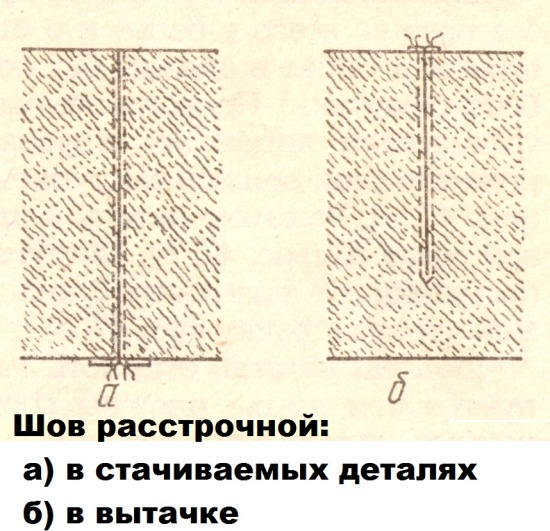 а б
Шов расстрочной:
а) в стачиваемых деталях
б) в вытачке